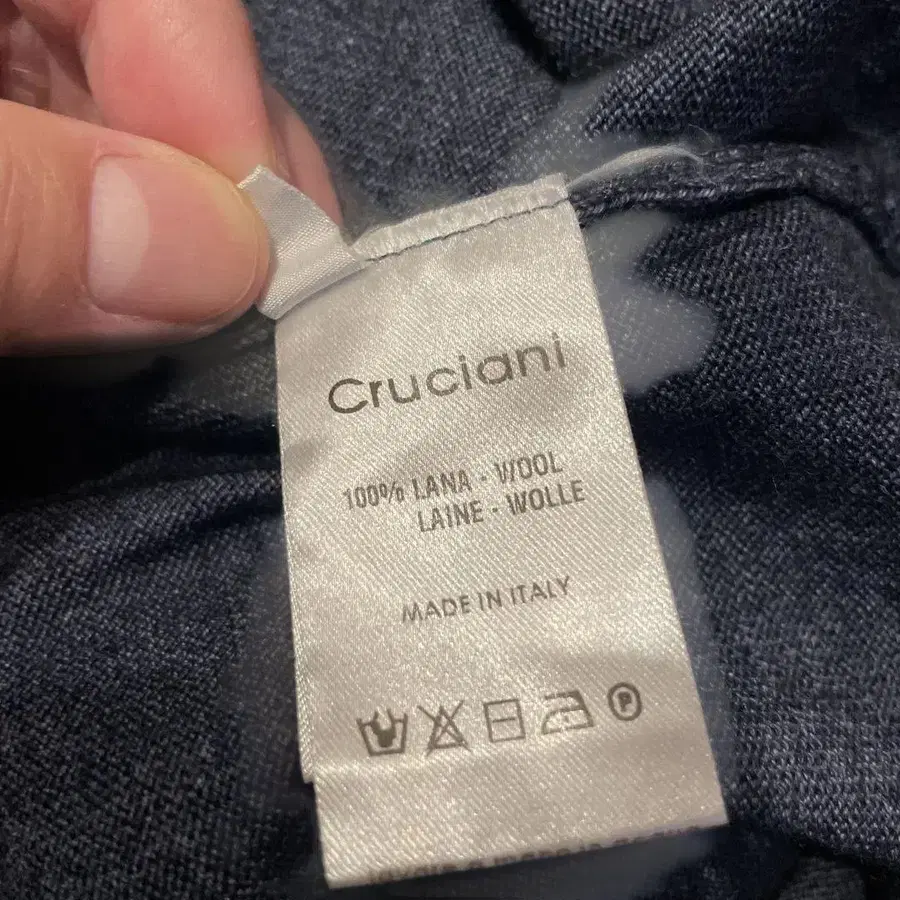 Cruciani
100% LANA - WOOL
LAINE - WOLLE
MADE IN ITALY
P